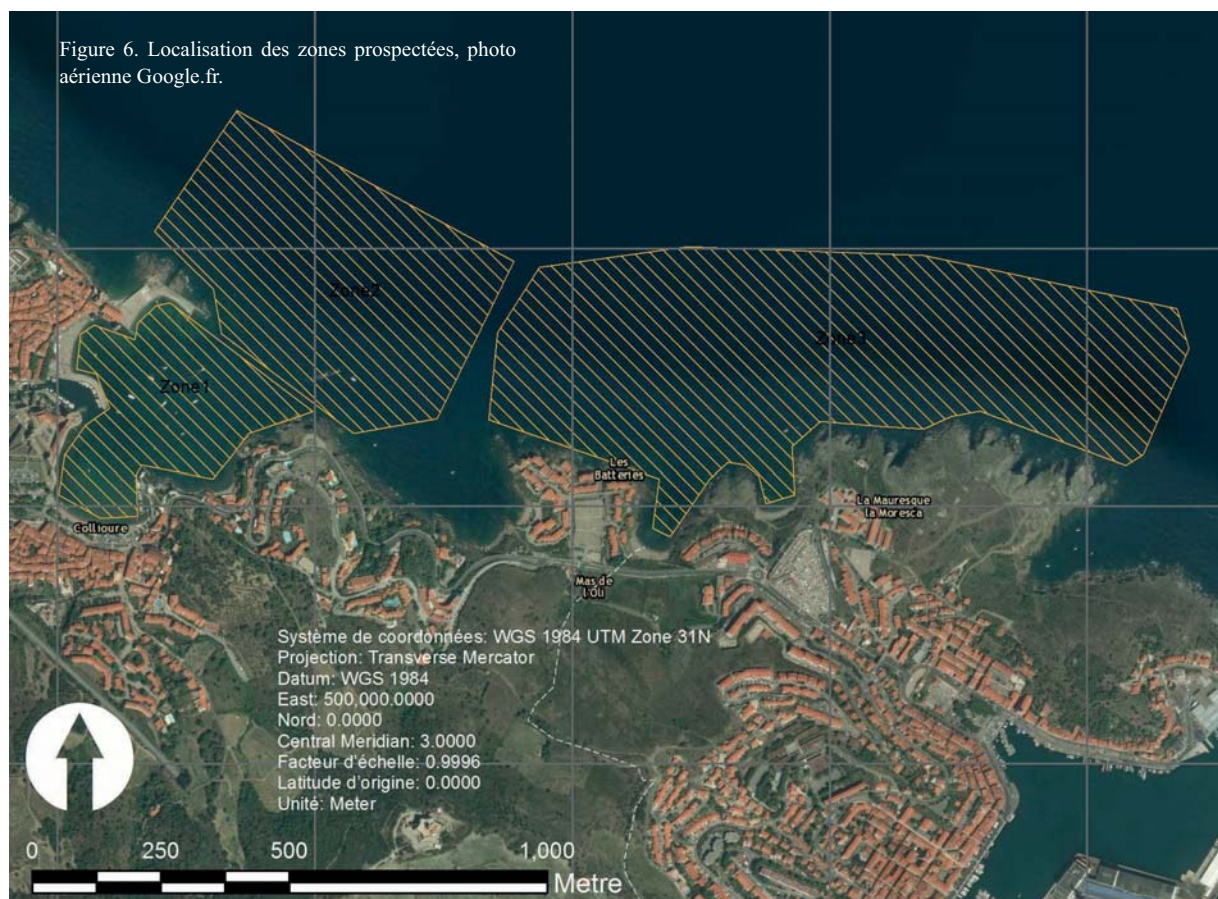 Figure 6. Localisation des zones prospectées, photo
aérienne Google.fr.
Zone2
Zone3
Zone1
Les
Batteries
La Mauresque
la Moresca
Collioure
Mas de
l'Oli
Système de coordonnées: WGS 1984 UTM Zone 31N
Projection: Transverse Mercator
Datum: WGS 1984
East: 500,000.0000
Nord: 0.0000
Central Meridian: 3.0000
Facteur d'échelle: 0.9996
Latitude d'origine: 0.0000
Unité: Meter
0 250 500 1,000
Metre